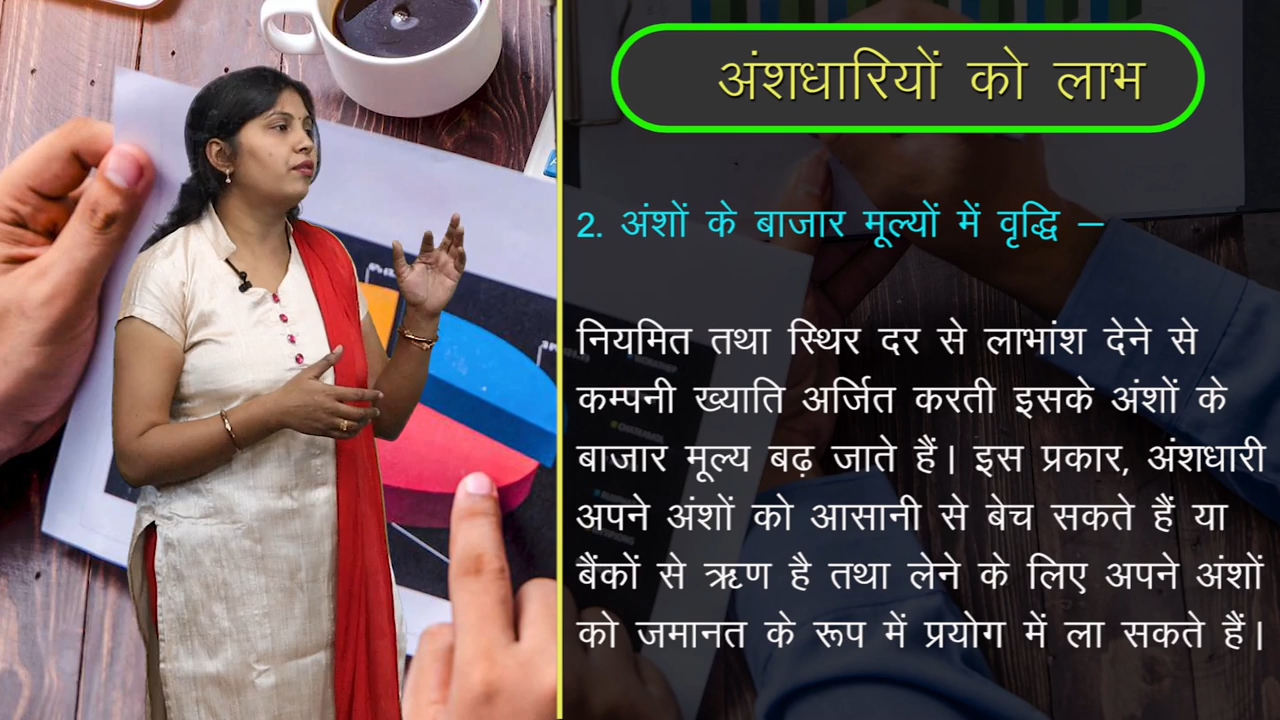 अंशधारियों को लाभ
2. अंशों के बाजार मूल्यों में वृद्धि –
नियमित तथा स्थिर दर से लाभांश देने से
कम्पनी ख्याति अर्जित करती इसके अंशों के
बाजार मूल्य बढ़ जाते हैं। इस प्रकार, अंशधारी
अपने अंशों को आसानी से बेच सकते हैं या
बैंकों से ऋण है तथा लेने के लिए अपने अंशों
को जमानत के रूप में प्रयोग में ला सकते हैं।